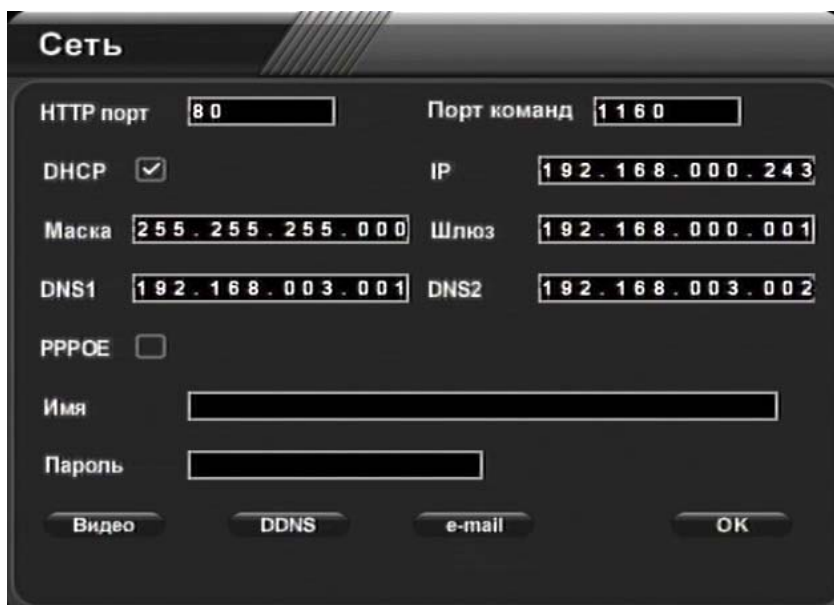 Сеть
HTTP порт 80 Порт команд 1160
DHCP IP 192.168.000.243
Маска 255.255.255.000 Шлюз 192.168.000.001
DNS1 192.168.003.001 DNS2 192.168.003.002
PPPOE
Имя
Пароль
Видео DDNS e-mail OK